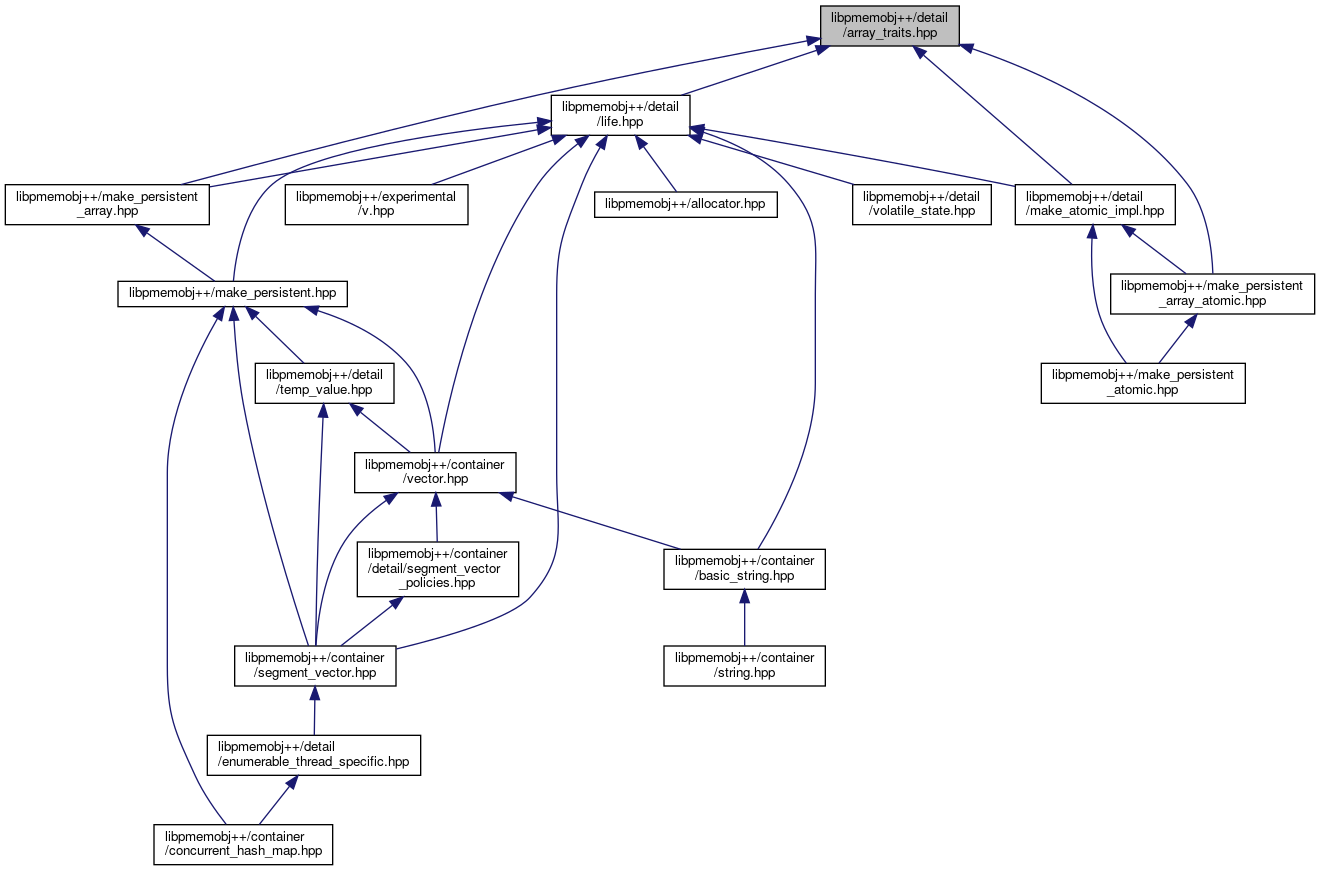 libpmemobj++/detail
/array_traits.hpp
libpmemobj++/detail
/life.hpp
libpmemobj++/make_persistent
_array.hpp
libpmemobj++/experimental
/v.hpp
libpmemobj++/allocator.hpp
libpmemobj++/detail
/volatile_state.hpp
libpmemobj++/detail
/make_atomic_impl.hpp
libpmemobj++/make_persistent.hpp
libpmemobj++/make_persistent
_array_atomic.hpp
libpmemobj++/detail
/temp_value.hpp
libpmemobj++/make_persistent
_atomic.hpp
libpmemobj++/container
/vector.hpp
libpmemobj++/container
/detail/segment_vector
_policies.hpp
libpmemobj++/container
/basic_string.hpp
libpmemobj++/container
/segment_vector.hpp
libpmemobj++/container
/string.hpp
libpmemobj++/detail
/enumerable_thread_specific.hpp
libpmemobj++/container
/concurrent_hash_map.hpp